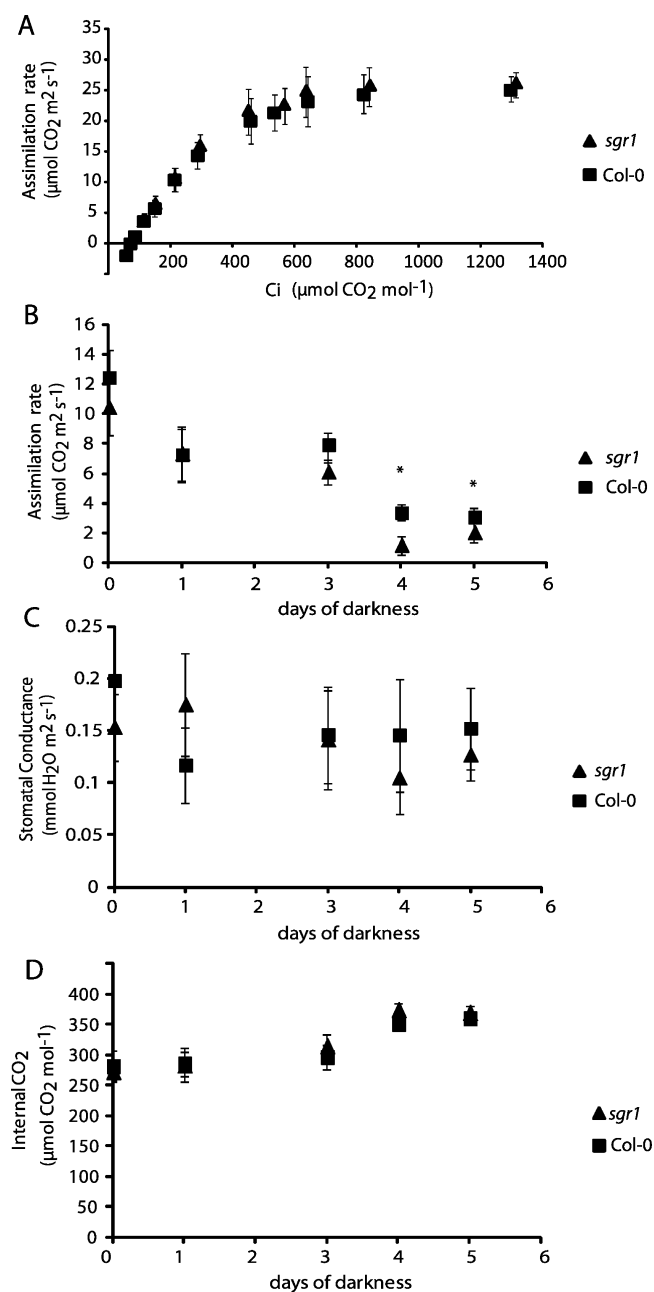 A
Assimilation rate
(µmol CO2 m2 s-1)
35
30
25
20
15
10
5
0
200 400 600 800 1000 1200 1400
Ci (µmol CO2 mol-1)
sgr1
Col-0
B
Assimilation rate
(µmol CO2 m2 s-1)
16
14
12
10
8
6
4
2
0
* *
0 1 2 3 4 5 6
days of darkness
sgr1
Col-0
C
Stomatal Conductance
(mmol H2O m2 s-1)
0.25
0.2
0.15
0.1
0.05
0
0 1 2 3 4 5 6
days of darkness
sgr1
Col-0
D
Internal CO2
(µmol CO2 mol-1)
400
350
300
250
200
150
100
50
0
0 1 2 3 4 5 6
days of darkness
sgr1
Col-0